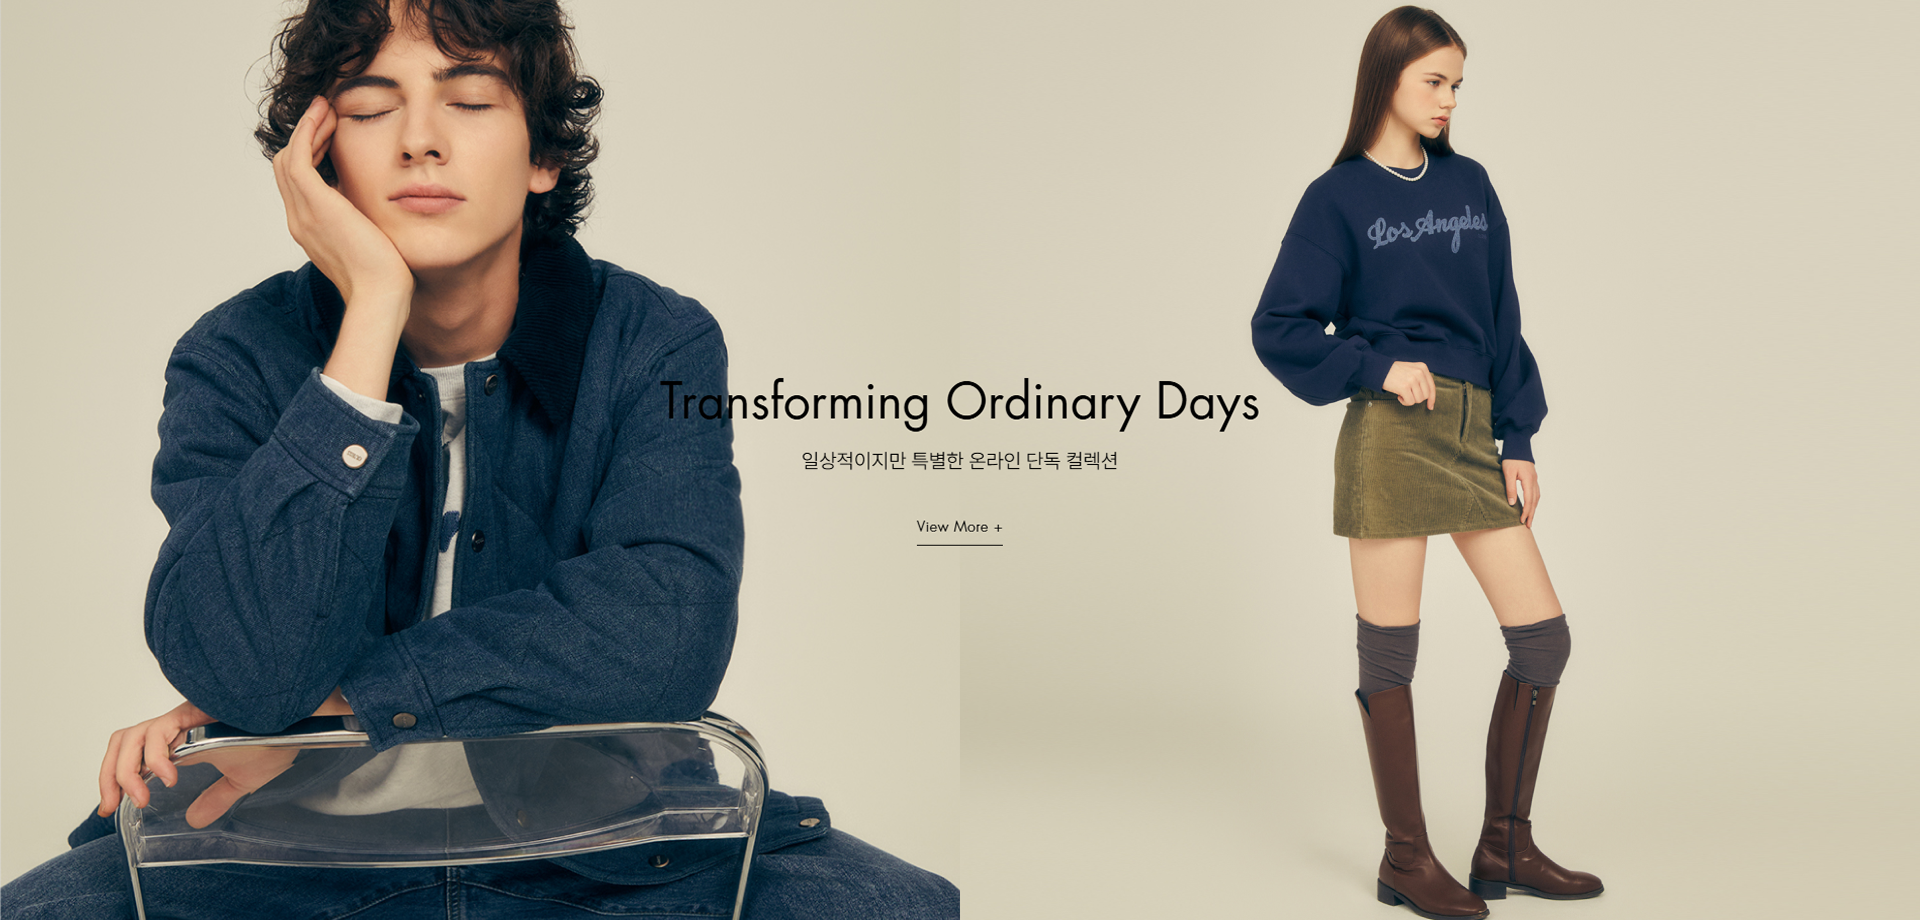 Los Angeles
Transforming Ordinary Days
일상적이지만 특별한 온라인 단독 컬렉션
View More +